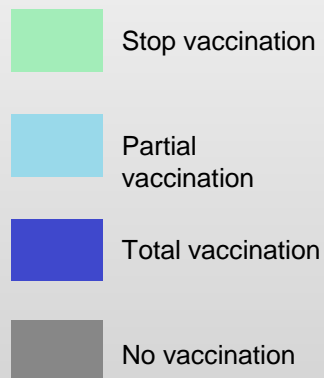 Stop vaccination
Partial
vaccination
Total vaccination
No vaccination